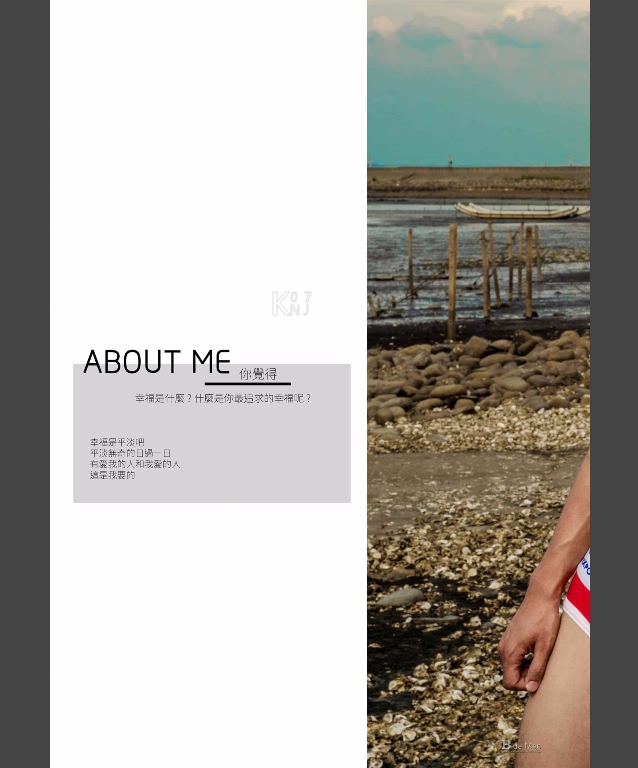 K07
NJ
ABOUT ME
你覺得
幸福是什麼？什麼是你最追求的幸福呢？
幸福是平淡吧
平淡無奇的日過一日
有愛我的人和我愛的人
這是我要的